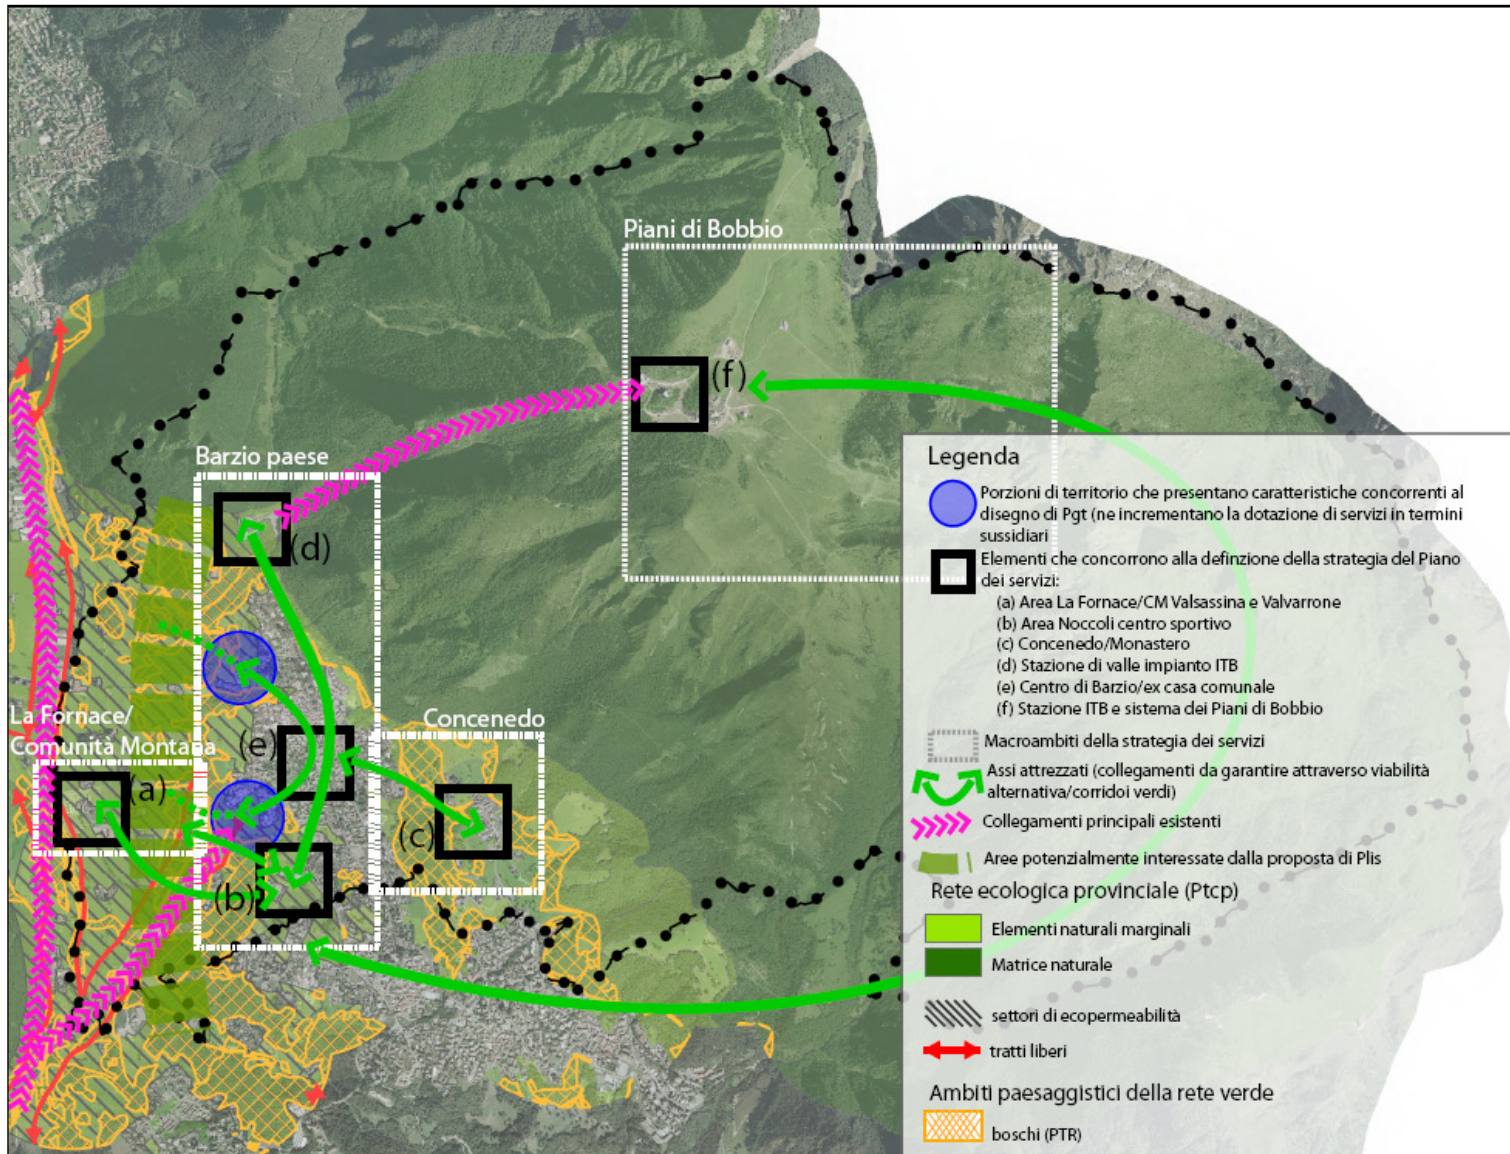 Piani di Bobbio
(f)
Barzio paese
(d)
La Fornace/
Comunità Montana
(e)
Concenedo
(a)
(c)
(b)
Legenda
Porzioni di territorio che presentano caratteristiche concorrenti al
disegno di Pgt (ne incrementano la dotazione di servizi in termini
sussidiari
Elementi che concorrono alla definzione della strategia del Piano
dei servizi:
(a) Area La Fornace/CM Valsassina e Valvarrone
(b) Area Noccoli centro sportivo
(c) Concenedo/Monastero
(d) Stazione di valle impianto ITB
(e) Centro di Barzio/ex casa comunale
(f) Stazione ITB e sistema dei Piani di Bobbio
Macroambiti della strategia dei servizi
Assi attrezzati (collegamenti da garantire attraverso viabilità
alternativa/corridoi verdi)
Collegamenti principali esistenti
Aree potenzialmente interessate dalla proposta di Plis
Rete ecologica provinciale (Ptcp)
Elementi naturali marginali
Matrice naturale
settori di ecopermeabilità
tratti liberi
Ambiti paesaggistici della rete verde
boschi (PTR)